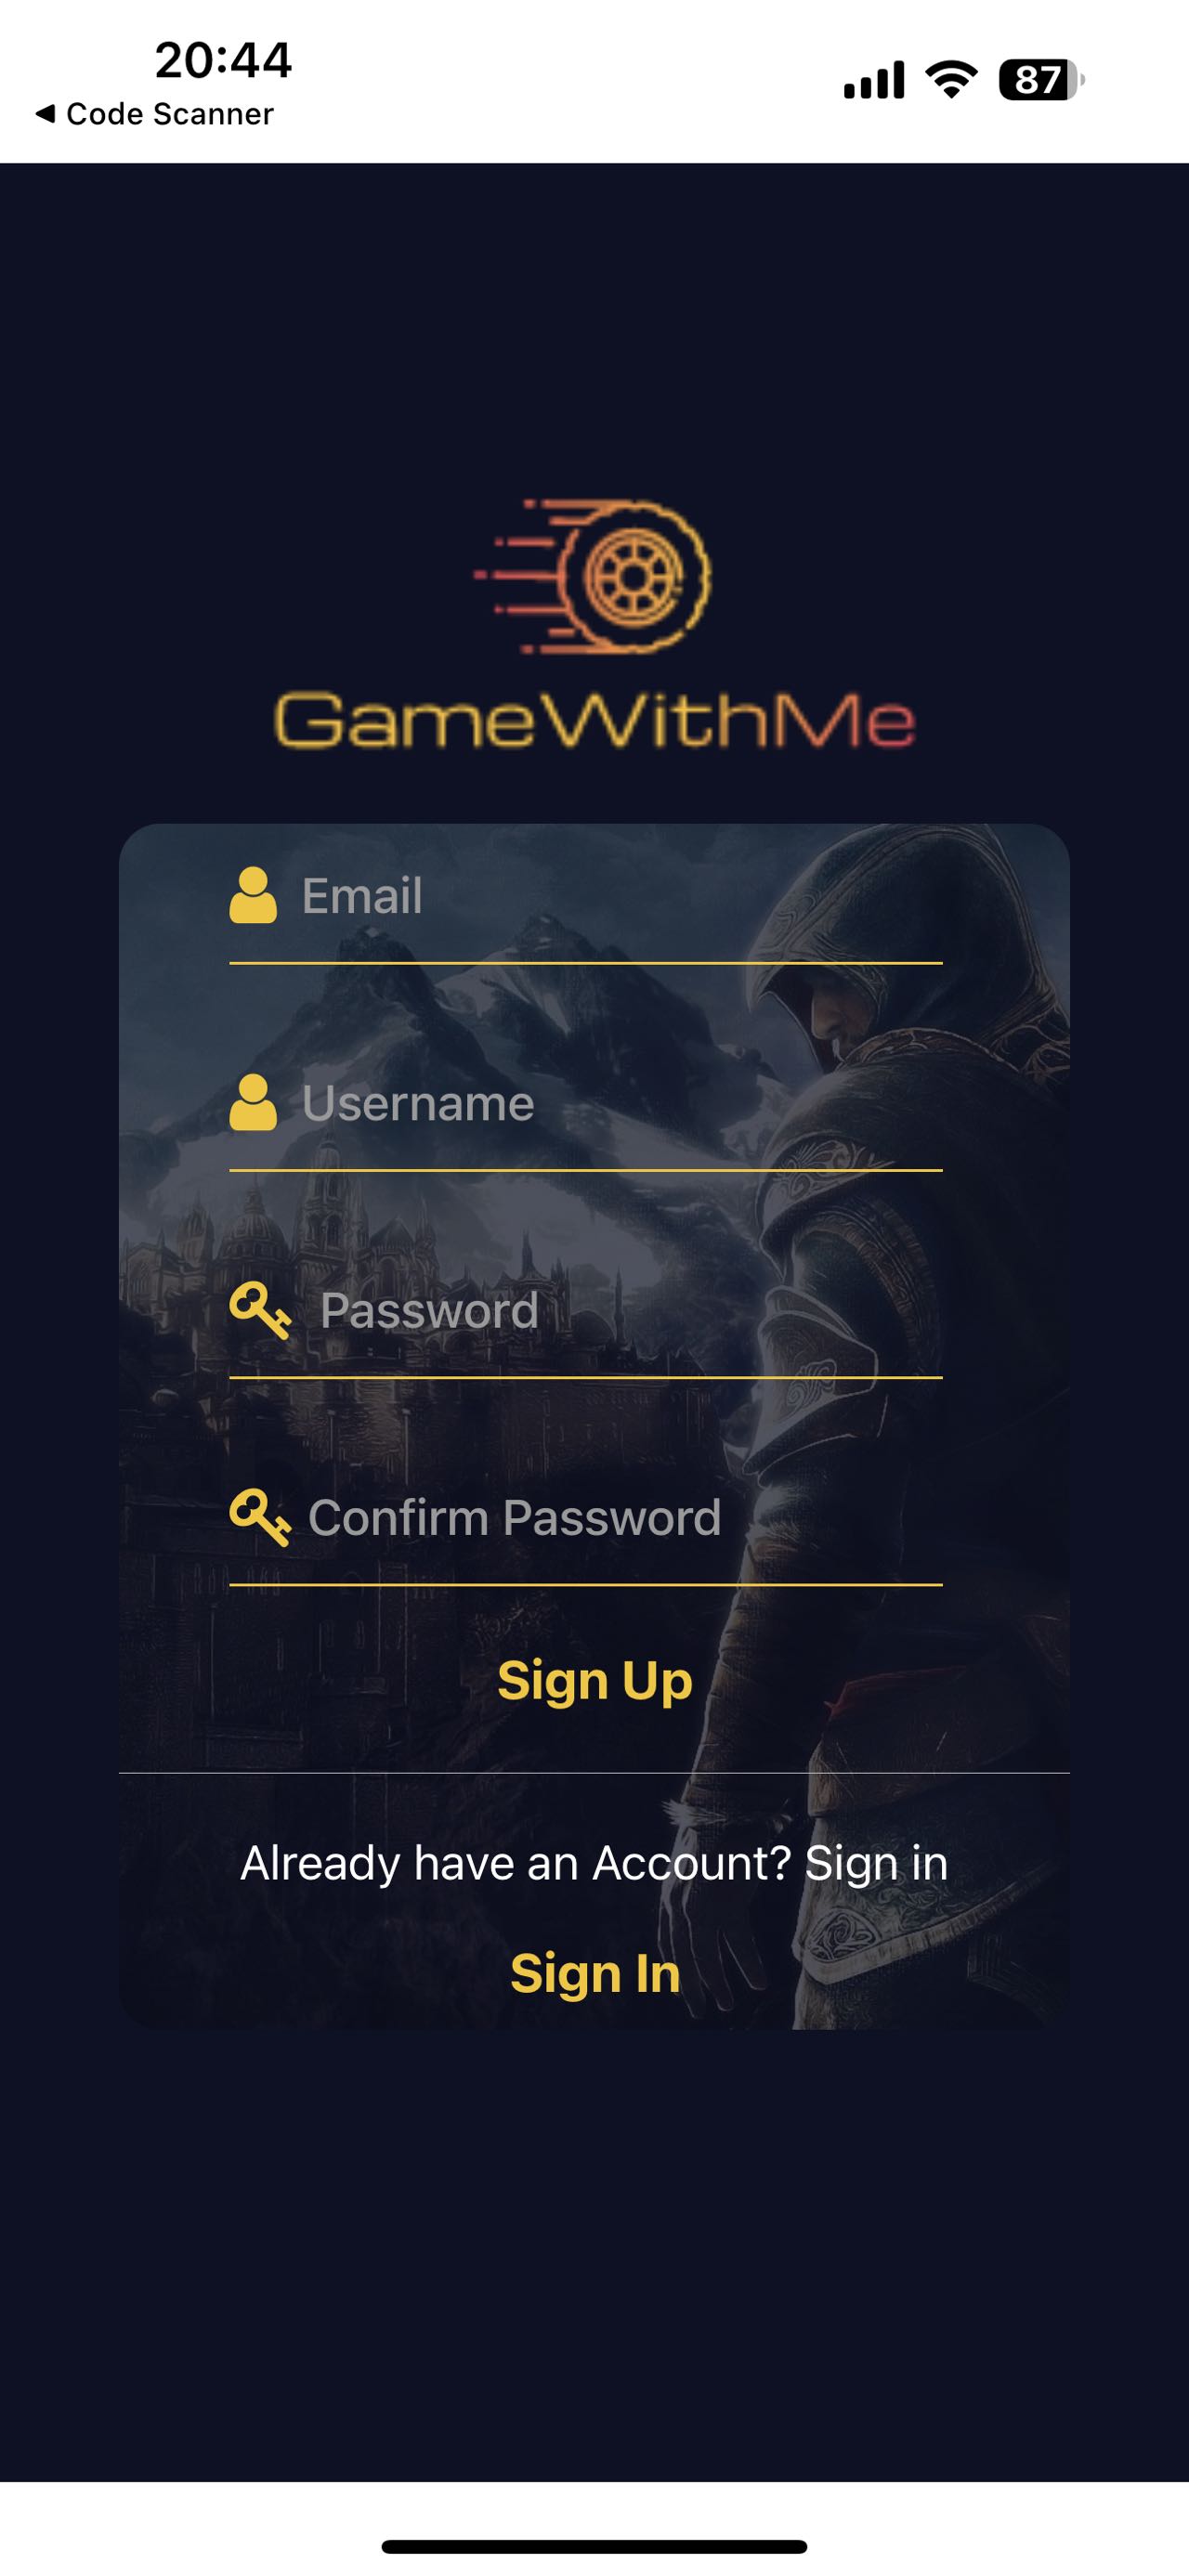 20:44
87
◀ Code Scanner
GameWithMe
Email
Username
Password
Confirm Password
Sign Up
Already have an Account? Sign in
Sign In